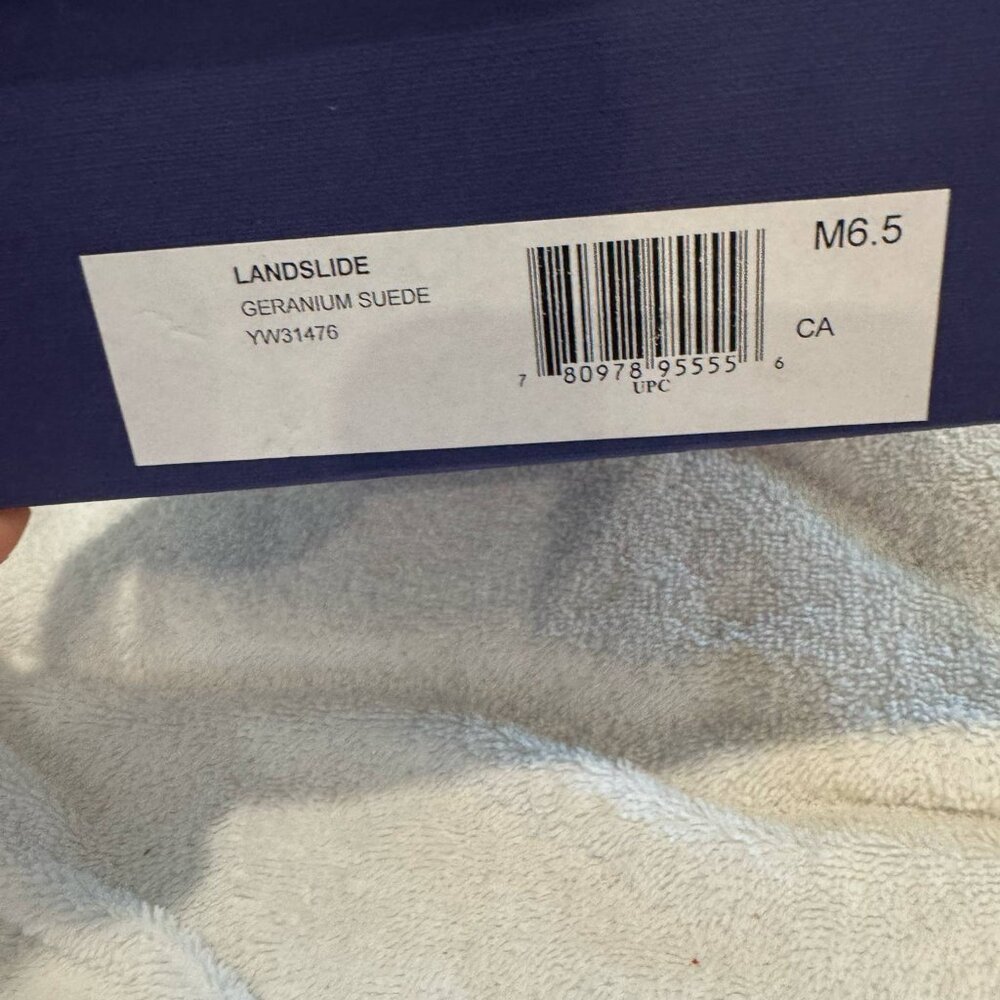 LANDSLIDE
GERANIUM SUEDE
YW31476
7 80978 95555 6
UPC
M6.5
CA